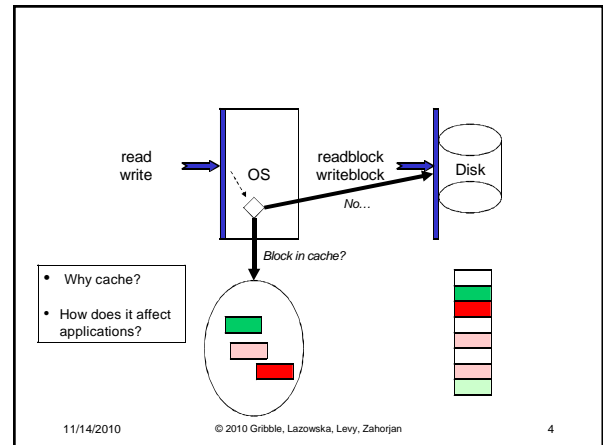 read
write
OS
readblock
writeblock
Disk
No...
Block in cache?
• Why cache?
• How does it affect
applications?
11/14/2010
© 2010 Gribble, Lazowska, Levy, Zahorjan
4